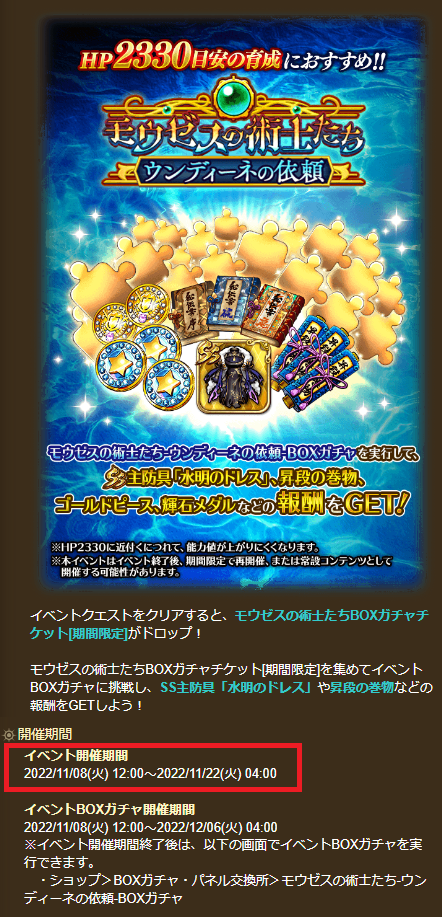 HP2330目安の育成におすすめ!!
モウゼスの術士たち
ウンディーネの依頼
SS
モウゼスの術士たち-ウンディーネの依頼-BOXガチャを実行して、
SS主防具「水明のドレス」、昇段の巻物、
ゴールドピース、輝石メダルなどの報酬をGET!
※HP2330に近付くにつれて、能力値が上がりにくくなります。
※本イベントはイベント終了後、期間限定で再開催、または常設コンテンツとして
開催する可能性があります。
イベントクエストをクリアすると、モウゼスの術士たちBOXガチャチ
ケット[期間限定]がドロップ！
モウゼスの術士たちBOXガチャチケット[期間限定]を集めてイベント
BOXガチャに挑戦し、SS主防具「水明のドレス」や昇段の巻物などの
報酬をGETしよう！
開催期間
イベント開催期間
2022/11/08(火) 12:00～2022/11/22(火) 04:00
イベントBOXガチャ開催期間
2022/11/08(火) 12:00～2022/12/06(火) 04:00
※イベント開催期間終了後は、以下の画面でイベントBOXガチャを実
行できます。
・ショップ＞BOXガチャ・パネル交換所＞モウゼスの術士たち-ウン
ディーネの依頼-BOXガチャ